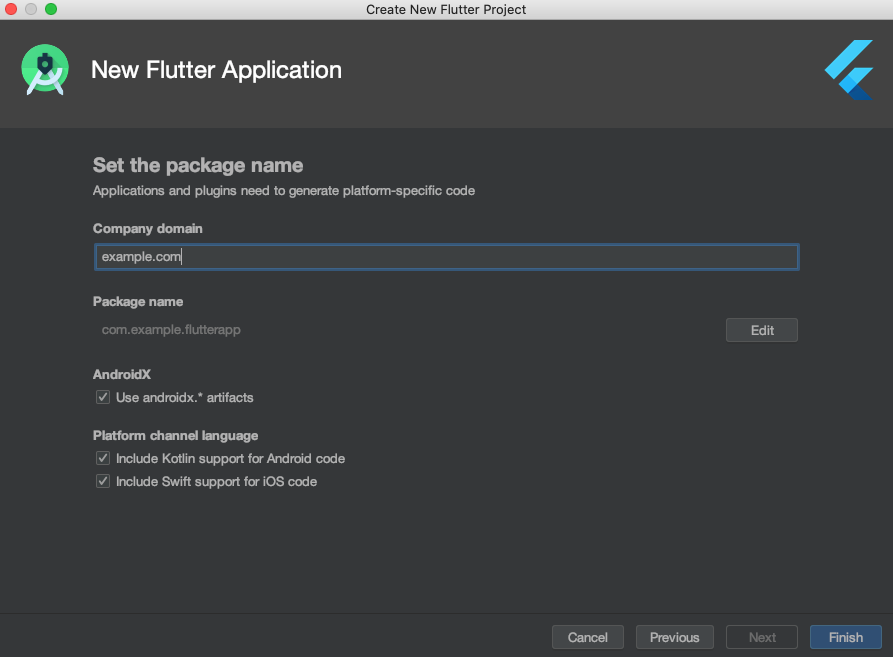 Create New Flutter Project
New Flutter Application
Set the package name
Applications and plugins need to generate platform-specific code
Company domain
example.com
Package name
com.example.flutterapp
Edit
AndroidX
Use androidx.* artifacts
Platform channel language
Include Kotlin support for Android code
Include Swift support for iOS code
Cancel
Previous
Next
Finish